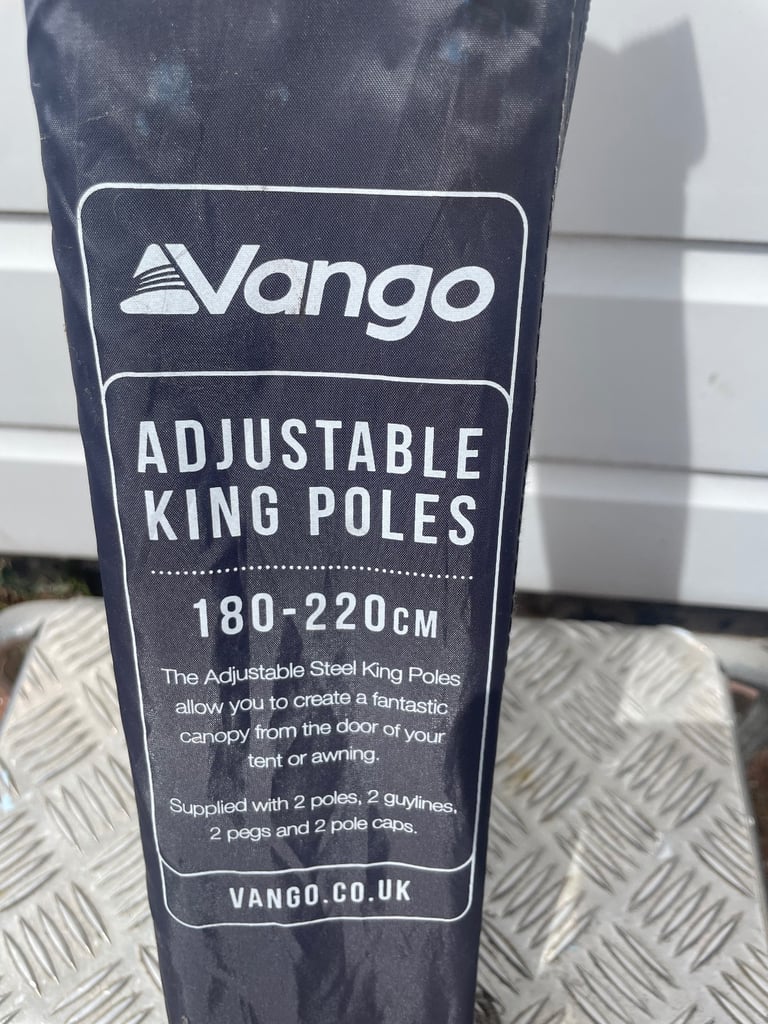 Vango
ADJUSTABLE
KING POLES
180-220CM
The Adjustable Steel King Poles
allow you to create a fantastic
canopy from the door of your
tent or awning.
Supplied with 2 poles, 2 guylines,
2 pegs and 2 pole caps.
VANGO.CO.UK